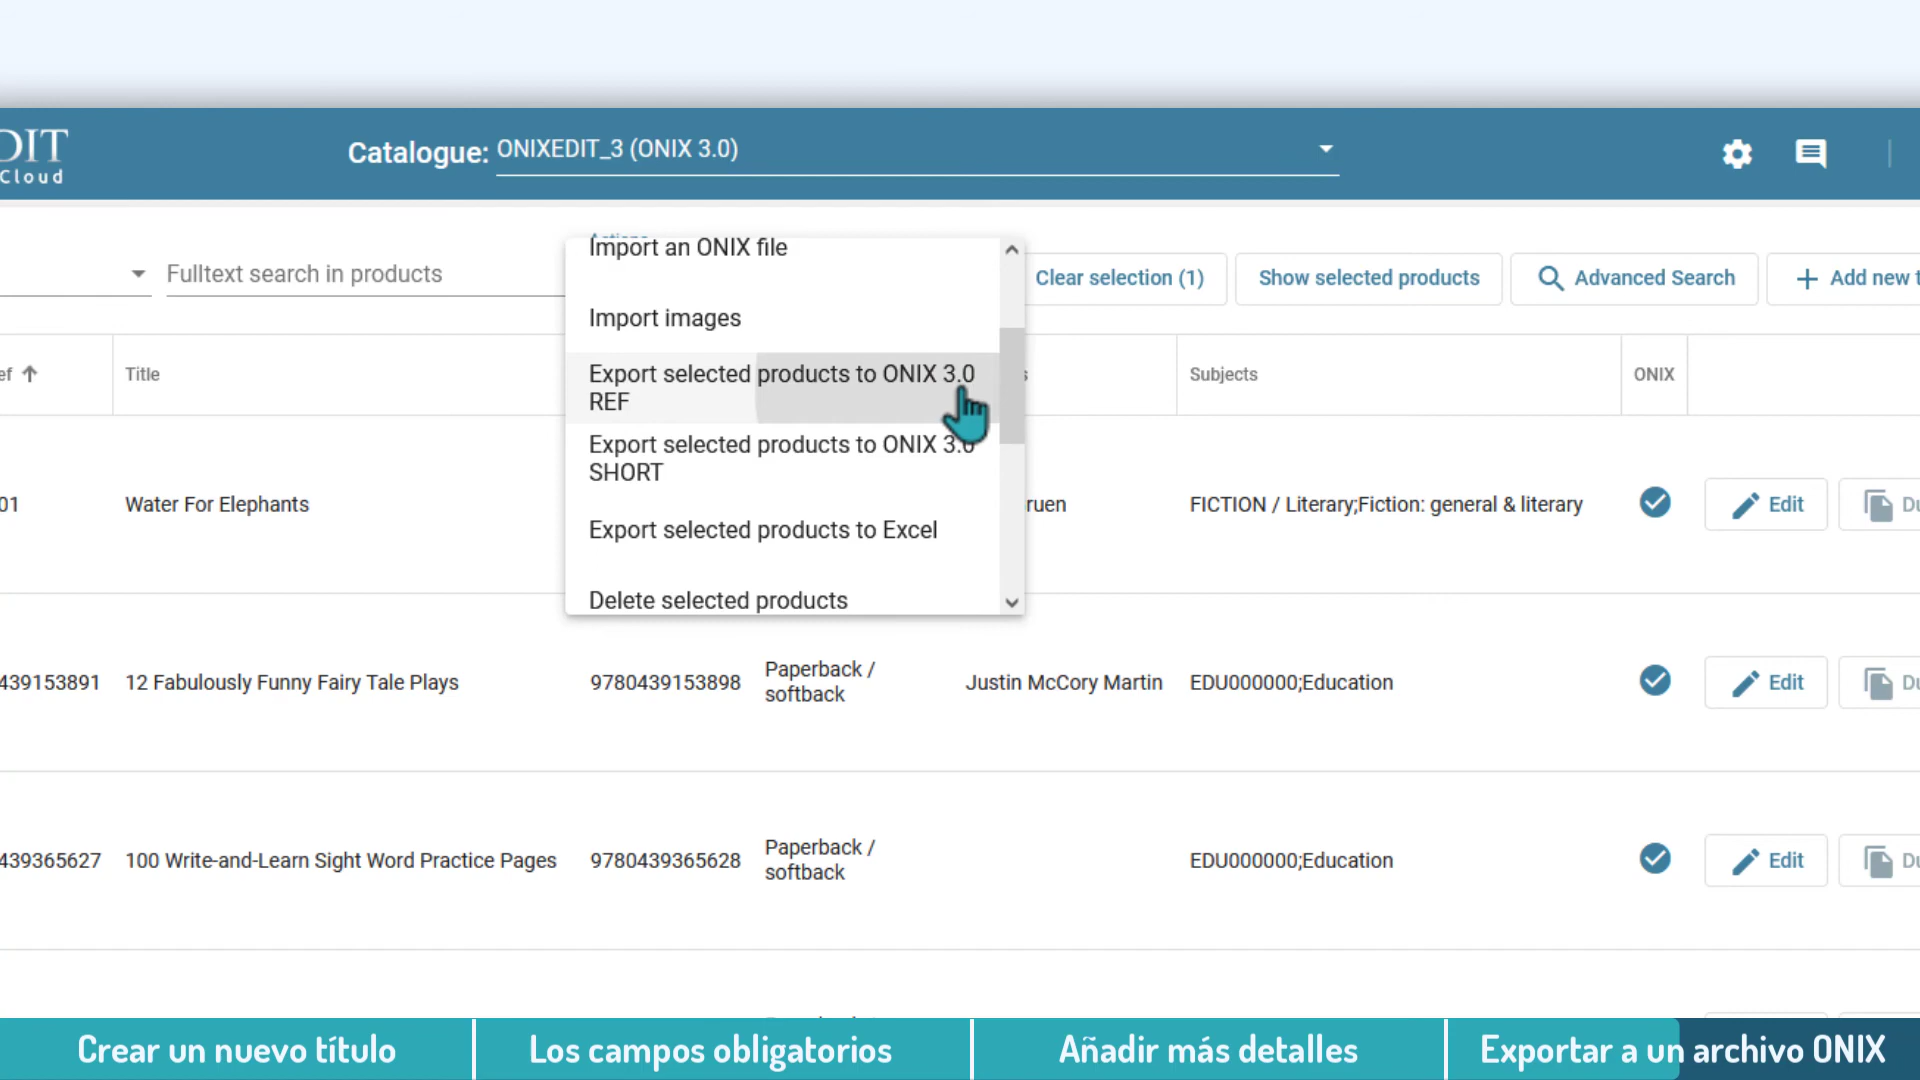 DIT
Cloud
Catalogue: ONIXEDIT_3 (ONIX 3.0)
Fulltext search in products
Import an ONIX file
Import images
Export selected products to ONIX 3.0
REF
Export selected products to ONIX 3.0
SHORT
Export selected products to Excel
Delete selected products
Clear selection (1)
Show selected products
Advanced Search
Add new t
ef
Title
s
Subjects
ONIX
01
Water For Elephants
ruen
FICTION / Literary;Fiction: general & literary
Edit
Du
439153891
12 Fabulously Funny Fairy Tale Plays
9780439153898
Paperback /
softback
Justin McCory Martin
EDU000000;Education
Edit
Du
439365627
100 Write-and-Learn Sight Word Practice Pages
9780439365628
Paperback /
softback
EDU000000;Education
Edit
Du
Crear un nuevo título
Los campos obligatorios
Añadir más detalles
Exportar a un archivo ONIX